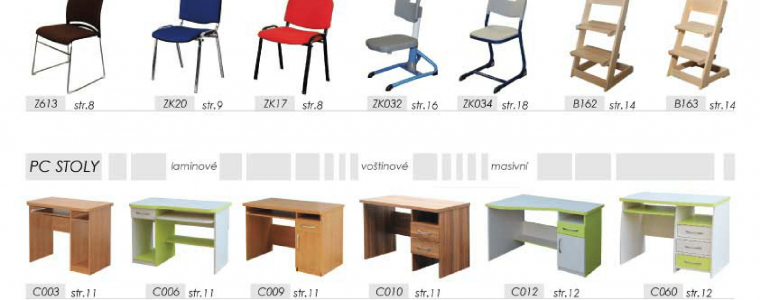 Z613 str.8 ZK20 str.9 ZK17 str.8 ZK032 str.16 ZK034 str.18 B162 str.14 B163 str.14
PC STOLY lamínové voštinové masivní
C003 str.11 C006 str.11 C009 str.11 C010 str.11 C012 str.12 C060 str.12